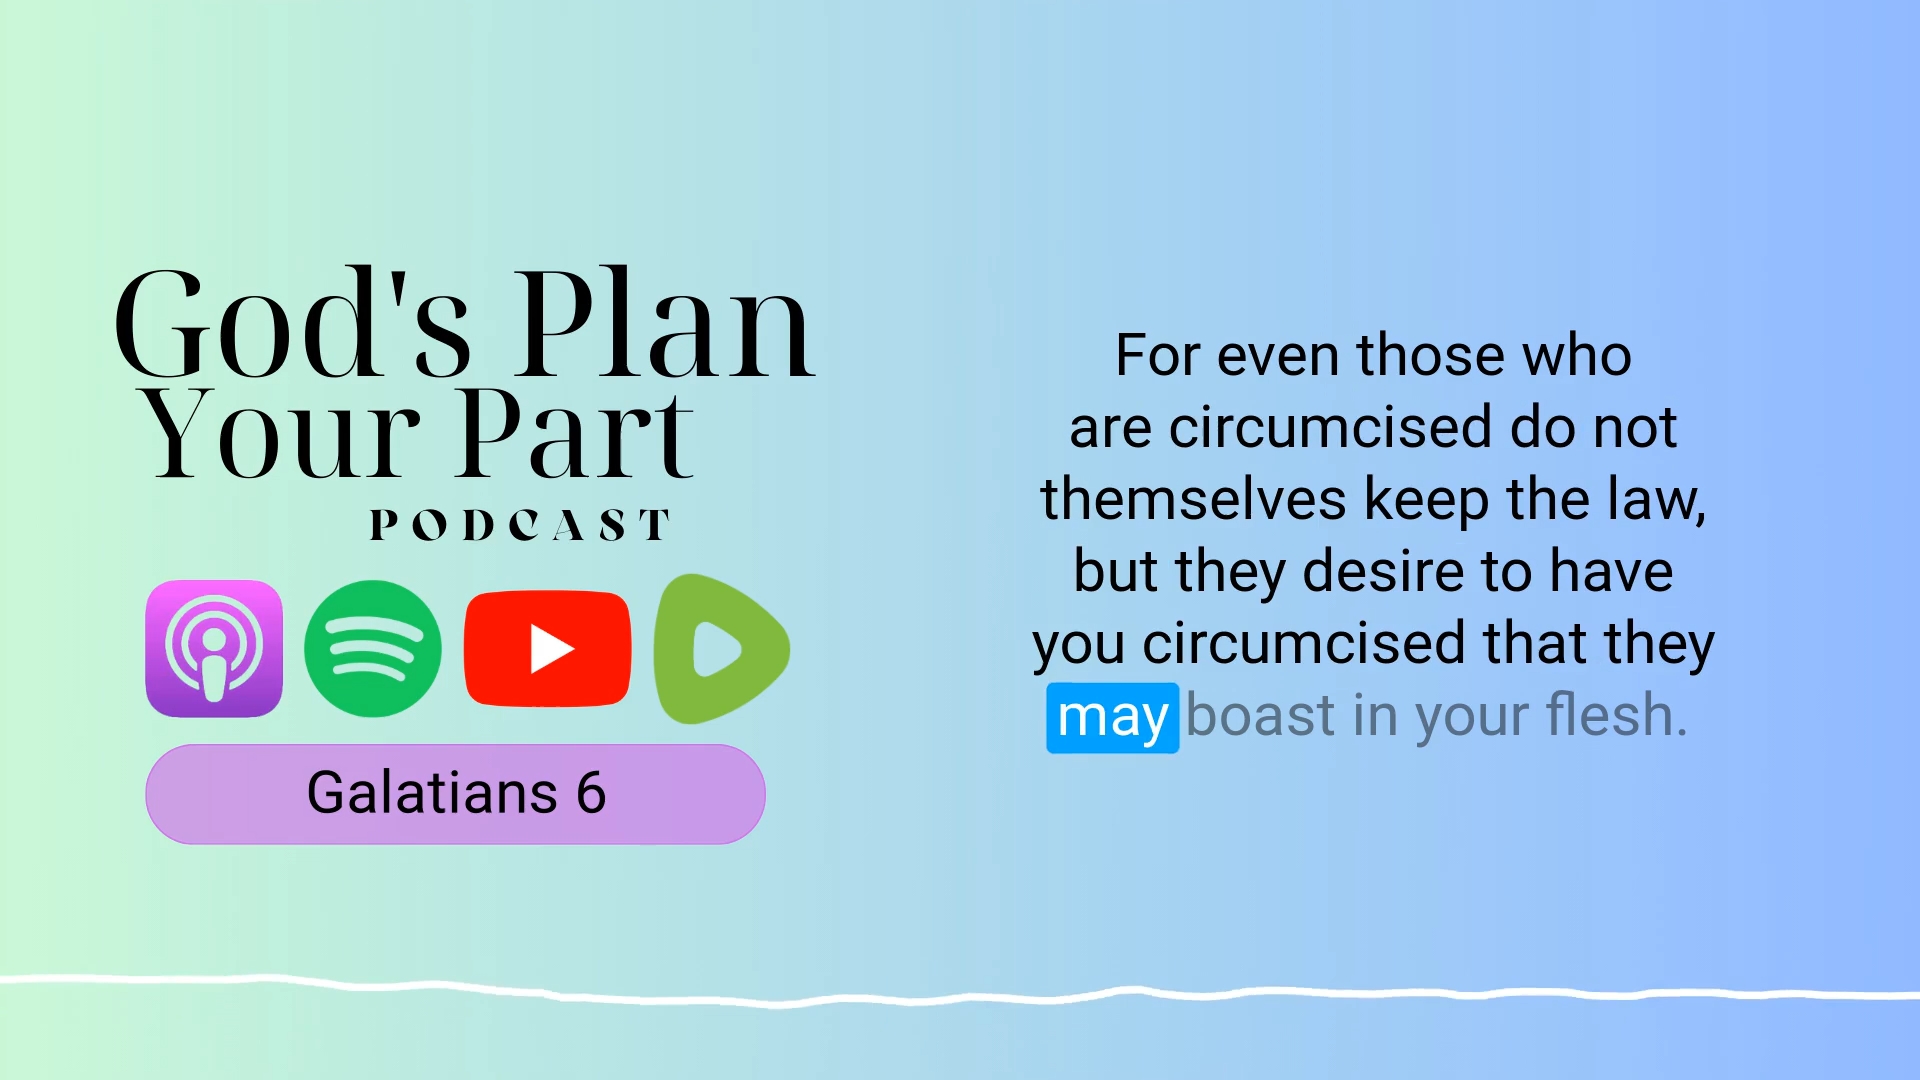 God's Plan
Your Part
PODCAST
Galatians 6
For even those who
are circumcised do not
themselves keep the law,
but they desire to have
you circumcised that they
may boast in your flesh.